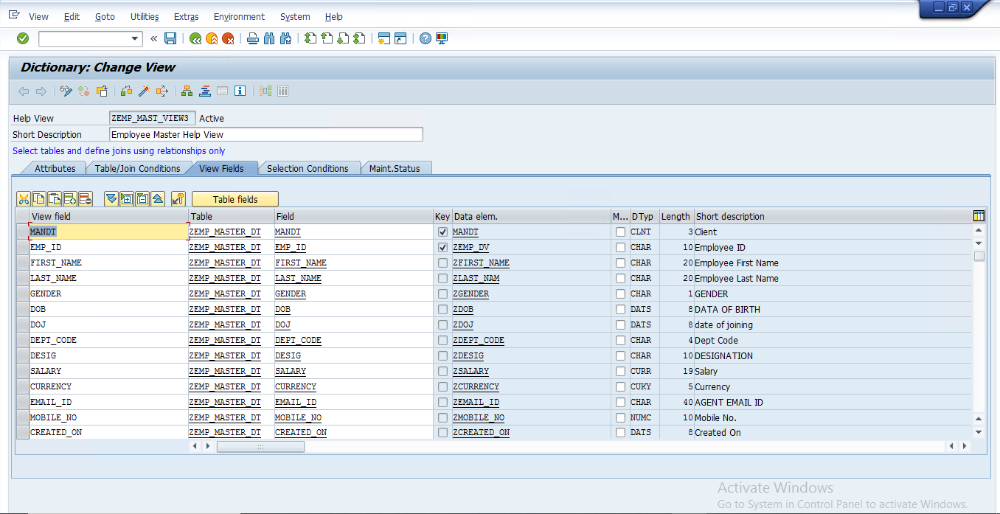 View Edit Goto Utilities Extras Environment System Help
Dictionary: Change View
Help View ZEMP_MAST_VIEW3 Active
Short Description Employee Master Help View
Select tables and define joins using relationships only
Attributes Table/Join Conditions View Fields Selection Conditions Maint.Status
Table fields
View field Table Field Key Data elem. M... DTyp Length Short description
MANDT ZEMP_MASTER_DT MANDT MANDT CLNT 3 Client
EMP_ID ZEMP_MASTER_DT EMP_ID ZEMP_DV CHAR 10 Employee ID
FIRST_NAME ZEMP_MASTER_DT FIRST_NAME ZFIRST_NAME CHAR 20 Employee First Name
LAST_NAME ZEMP_MASTER_DT LAST_NAME ZLAST_NAM CHAR 20 Employee Last Name
GENDER ZEMP_MASTER_DT GENDER ZGENDER CHAR 1 GENDER
DOB ZEMP_MASTER_DT DOB ZDOB DATS 8 DATA OF BIRTH
DOJ ZEMP_MASTER_DT DOJ ZDOJ DATS 8 date of joining
DEPT_CODE ZEMP_MASTER_DT DEPT_CODE ZDEPT_CODE CHAR 4 Dept Code
DESIG ZEMP_MASTER_DT DESIG ZDESIG CHAR 10 DESIGNATION
SALARY ZEMP_MASTER_DT SALARY ZSALARY CURR 19 Salary
CURRENCY ZEMP_MASTER_DT CURRENCY ZCURRENCY CUKY 5 Currency
EMAIL_ID ZEMP_MASTER_DT EMAIL_ID ZEMAIL_ID CHAR 40 AGENT EMAIL ID
MOBILE_NO ZEMP_MASTER_DT MOBILE_NO ZMOBILE_NO NUMC 10 Mobile No.
CREATED_ON ZEMP_MASTER_DT CREATED_ON ZCREATED_ON DATS 8 Created On
Activate Windows
Go to System in Control Panel to activate Windows.